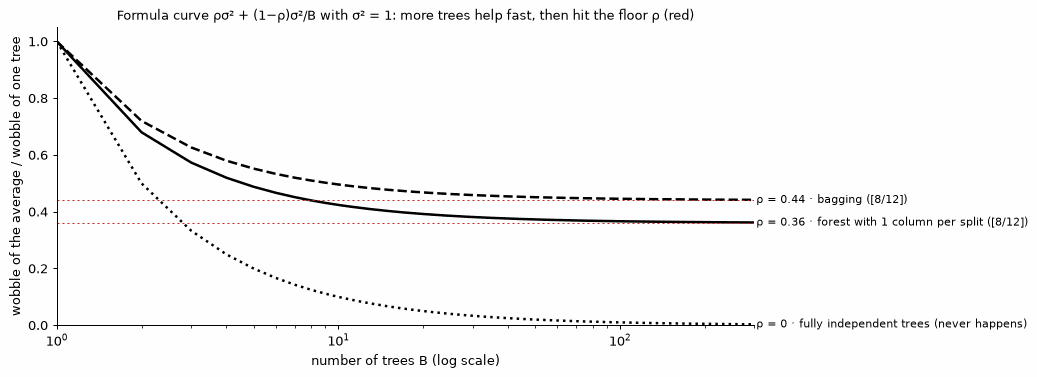 Formula curve ρσ² + (1−ρ)σ²/B with σ² = 1: more trees help fast, then hit the floor ρ (red)
wobble of the average / wobble of one tree
1.0
0.8
0.6
0.4
0.2
0.0
ρ = 0.44 · bagging ([8/12])
ρ = 0.36 · forest with 1 column per split ([8/12])
ρ = 0 · fully independent trees (never happens)
10⁰ 10¹ 10²
number of trees B (log scale)